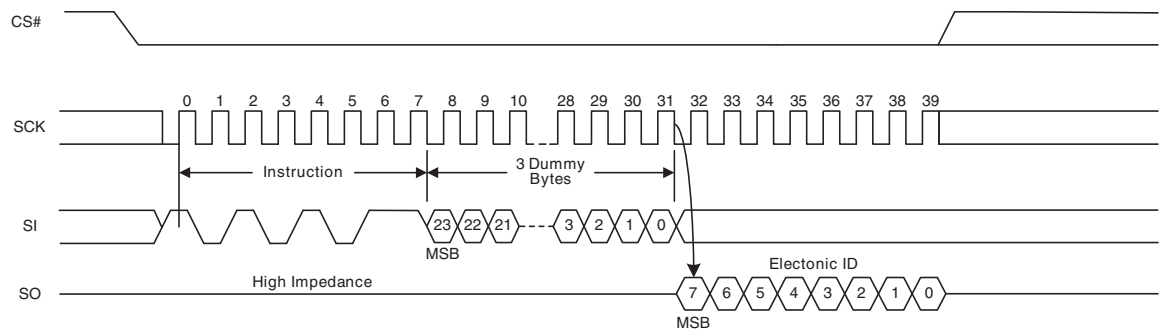 CS#
0 1 2 3 4 5 6 7 8 9 10 28 29 30 31 32 33 34 35 36 37 38 39
SCK
Instruction
3 Dummy
Bytes
SI
23 22 21 3 2 1 0
MSB
High Impedance
Electonic ID
SO
7 6 5 4 3 2 1 0
MSB